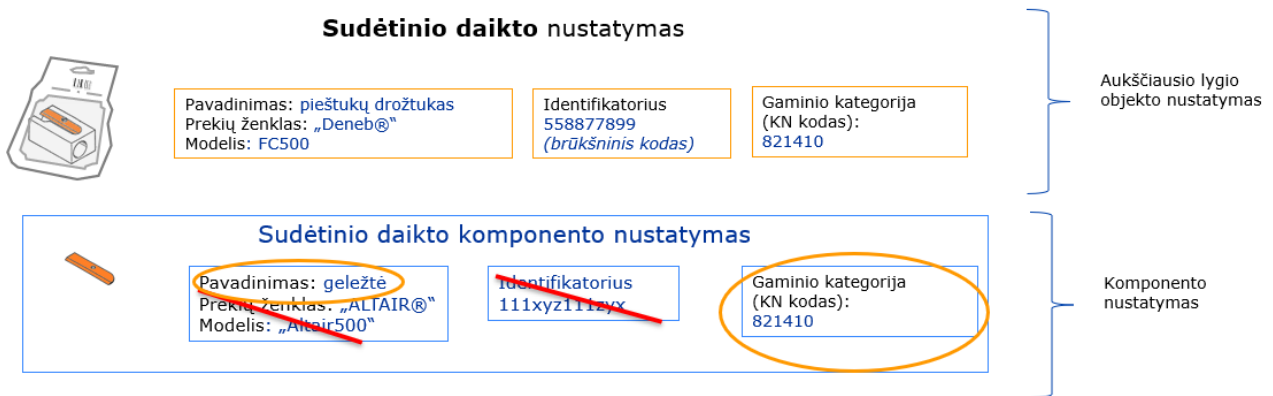 Sudėtinio daikto nustatymas
Pavadinimas: pieštukų drožtukas
Prekių ženklas: „Deneb®“
Modelis: FC500
Identifikatorius
558877899
(brūkšninis kodas)
Gaminio kategorija
(KN kodas):
821410
Aukščiausio lygio
objekto nustatymas
Sudėtinio daikto komponento nustatymas
Pavadinimas: geležtė
Prekių ženklas: „ALTAIR®“
Modelis: „Altair500“
Identifikatorius
111xyz111zyx
Gaminio kategorija
(KN kodas):
821410
Komponento
nustatymas